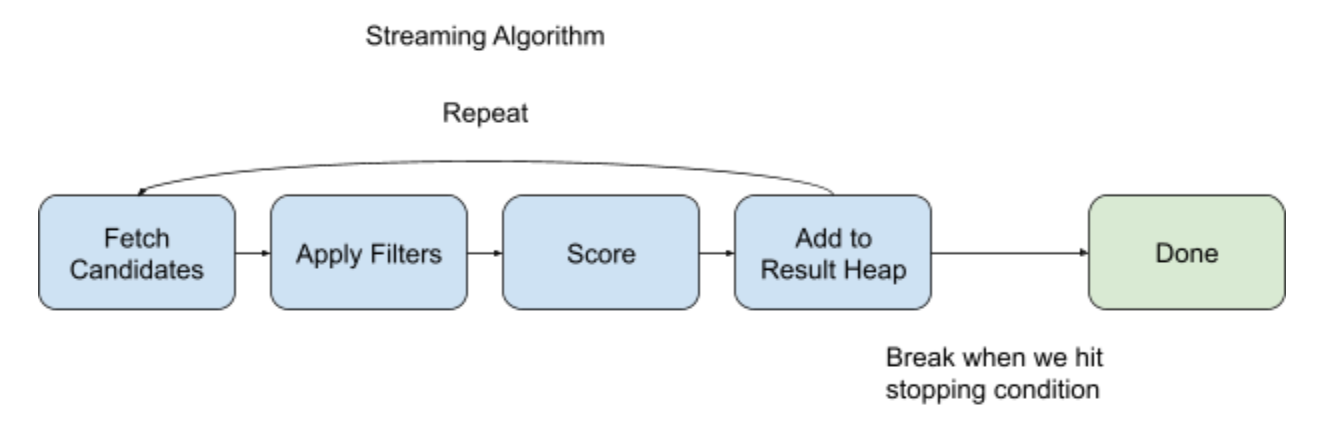 Streaming Algorithm
Repeat
Fetch
Candidates
Apply Filters
Score
Add to
Result Heap
Done
Break when we hit
stopping condition